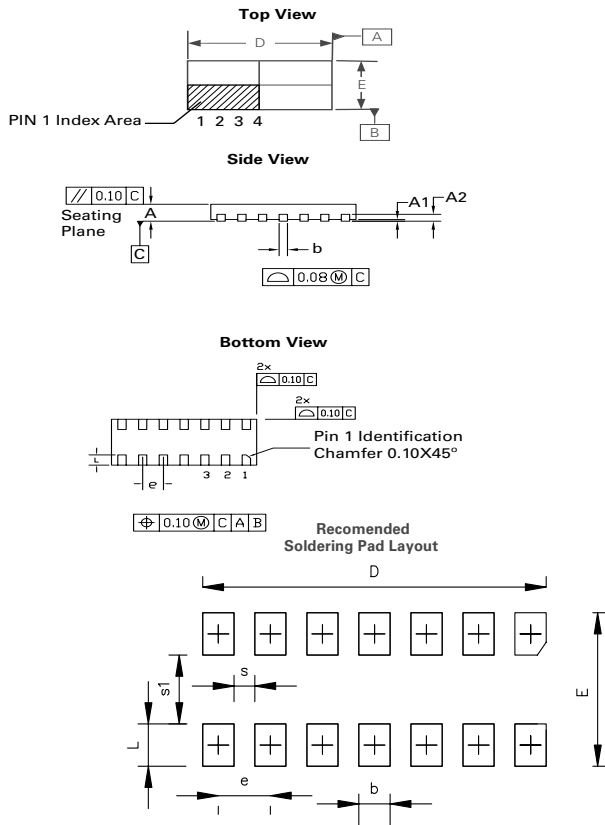 Top View
D
A
E
PIN 1 Index Area
1 2 3 4
B
Side View
// 0.10 C
A
A1
A2
Seating
Plane
C
b
⌓ 0.08 Ⓜ C
Bottom View
2x
⌓ 0.10 C
2x
⌓ 0.10 C
Pin 1 Identification
Chamfer 0.10X45°
L
e
3 2 1
⌖ 0.10 Ⓜ C A B
Recomended
Soldering Pad Layout
D
s1
s
E
L
e
b